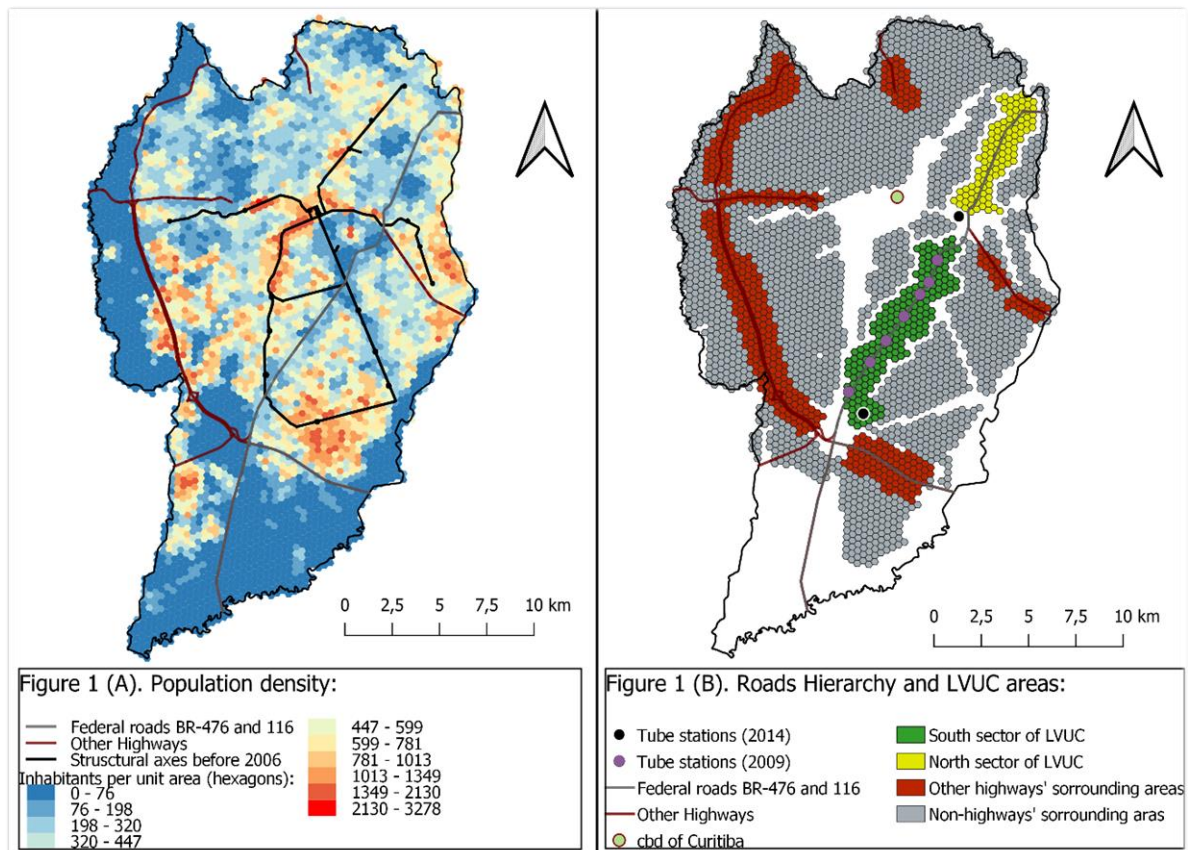 0 2,5 5 7,5 10 km
Figure 1 (A). Population density:
Federal roads BR-476 and 116
Other Highways
Strusctural axes before 2006
Inhabitants per unit area (hexagons):
0 - 76
76 - 198
198 - 320
320 - 447
447 - 599
599 - 781
781 - 1013
1013 - 1349
1349 - 2130
2130 - 3278
0 2,5 5 7,5 10 km
Figure 1 (B). Roads Hierarchy and LVUC areas:
Tube stations (2014)
Tube stations (2009)
Federal roads BR-476 and 116
Other Highways
cbd of Curitiba
South sector of LVUC
North sector of LVUC
Other highways' sorrounding areas
Non-highways' sorrounding aras